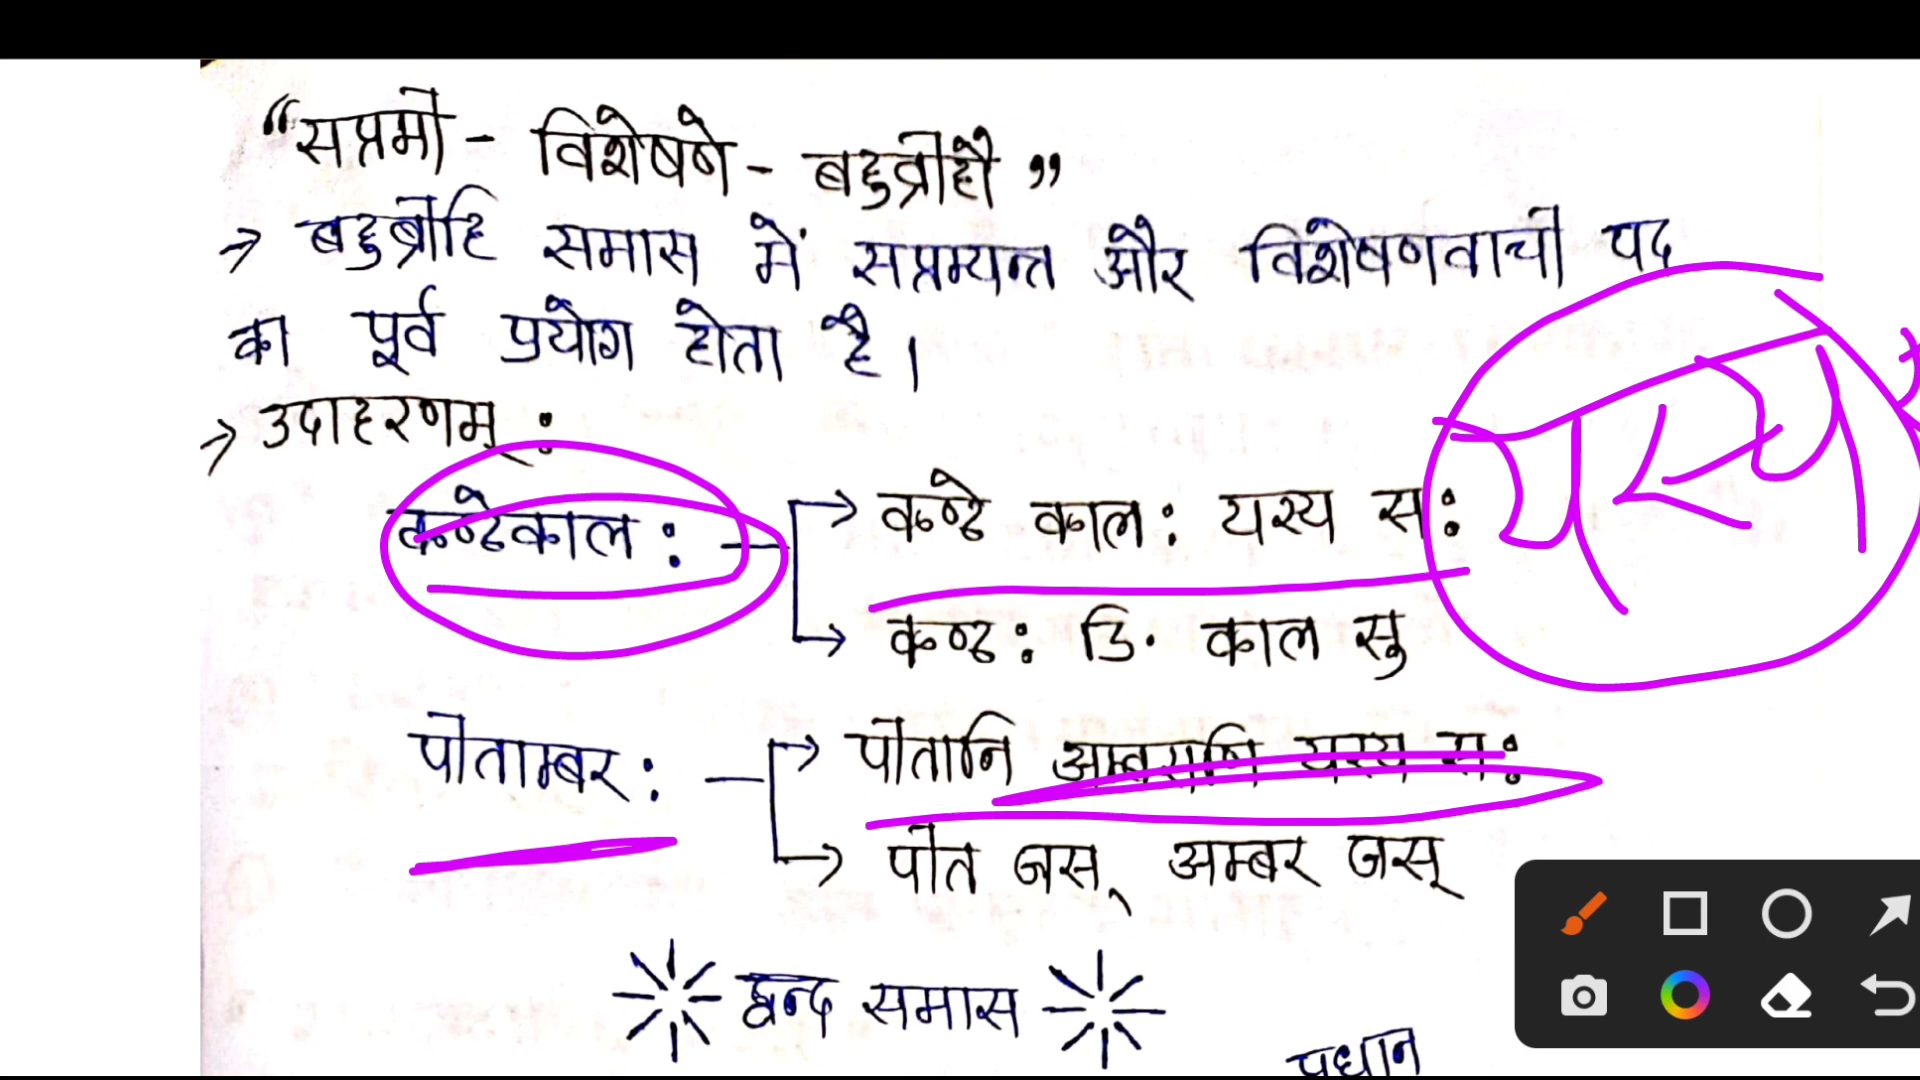 “सप्तमी - विशेषणे - बहुव्रीहौ”
→ बहुब्रीहि समास में सप्तम्यन्त और विशेषणवाची पद
का पूर्व प्रयोग होता है।
→ उदाहरणम् :
कण्ठेकाल : → कण्ठे काल : यस्य स :
यस्य
→ कण्ठ : ङि. काल सु
पीताम्बर : → पीतानि अम्बराणि यस्य स :
→ पीत जस् अम्बर जस्
द्वन्द समास
प्रधान